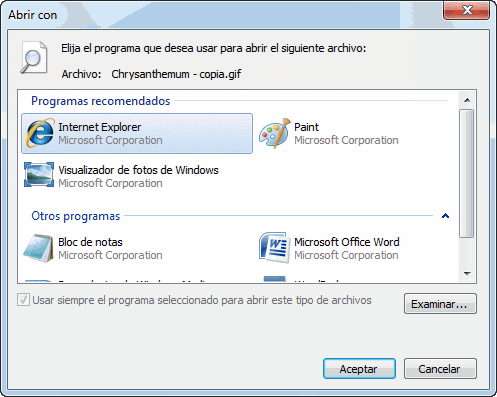 Abrir con
Elija el programa que desea usar para abrir el siguiente archivo:
Archivo: Chrysanthemum - copia.gif
Programas recomendados
Internet Explorer
Microsoft Corporation
Paint
Microsoft Corporation
Visualizador de fotos de Windows
Microsoft Corporation
Otros programas
Bloc de notas
Microsoft Corporation
Microsoft Office Word
Microsoft Corporation
Usar siempre el programa seleccionado para abrir este tipo de archivos
Examinar...
Aceptar
Cancelar